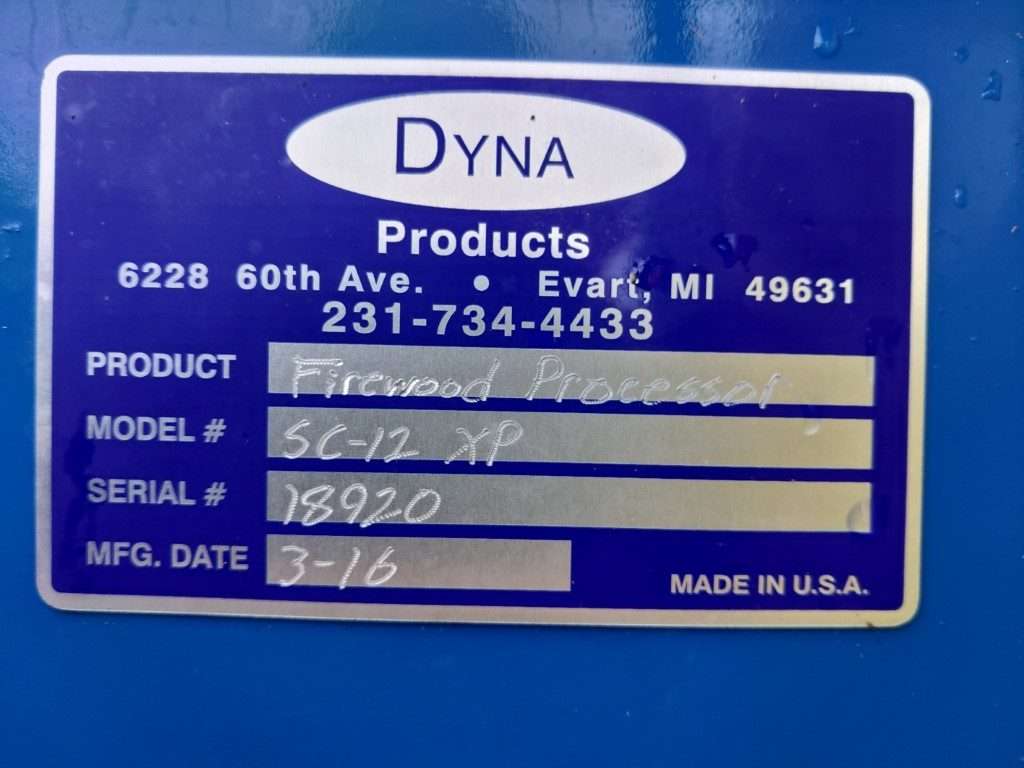 DYNA
Products
6228 60th Ave. • Evart, MI 49631
231-734-4433
PRODUCT Firewood Processor
MODEL # SC-12 XP
SERIAL # 18920
MFG. DATE 3-16
MADE IN U.S.A.